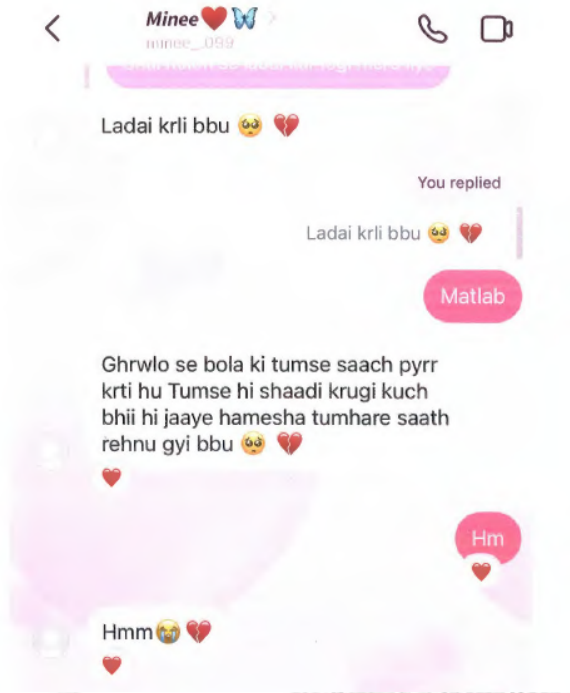 Minee❤️🦋
minee_.099
Ladai krli bbu 🥺 💔
You replied
Ladai krli bbu 🥺 💔
Matlab
Ghrwlo se bola ki tumse saach pyrr
krti hu Tumse hi shaadi krugi kuch
bhii hi jaaye hamesha tumhare saath
rehnu gyi bbu 🥺 💔
❤️
Hm
❤️
Hmm😭💔
❤️